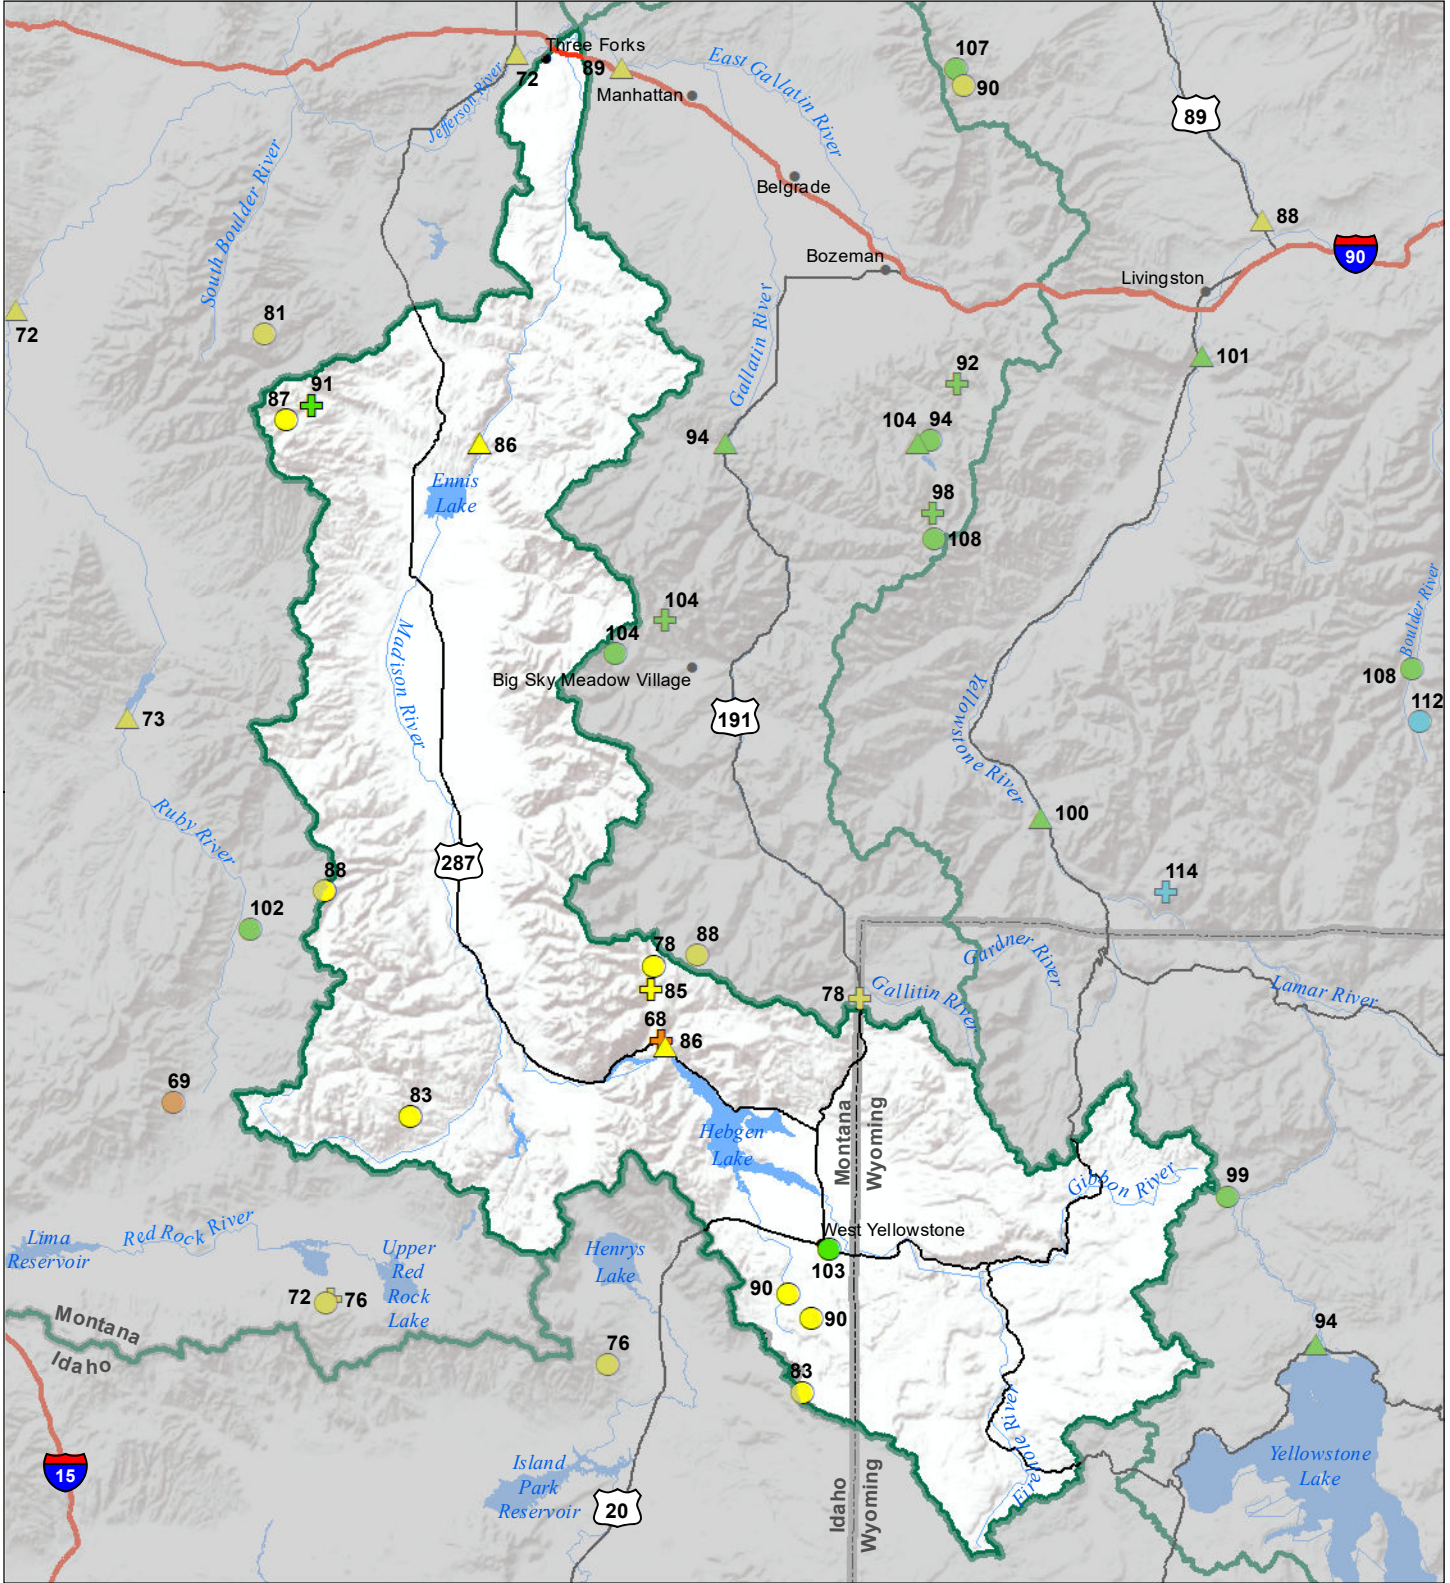 Three Forks
107
72
89
East Gallatin River
90
Manhattan
Jefferson River
89
South Boulder River
Belgrade
88
Bozeman
90
Livingston
72
81
Gallatin River
101
91
92
87
94
86
104
94
Ennis
Lake
98
108
104
104
Boulder River
Madison River
Big Sky Meadow Village
108
73
191
Yellowstone River
112
Ruby River
100
287
88
114
102
78
88
Gardner River
85
78
Gallitin River
Lamar River
68
86
69
83
Hebgen
Lake
Montana
Wyoming
Gibbon River
99
Lima
Reservoir
Red Rock River
Upper
Red
Rock
Lake
Henrys
Lake
West Yellowstone
103
72
76
90
90
Montana
Idaho
76
94
83
Firehole River
15
Island
Park
Reservoir
20
Idaho
Wyoming
Yellowstone
Lake